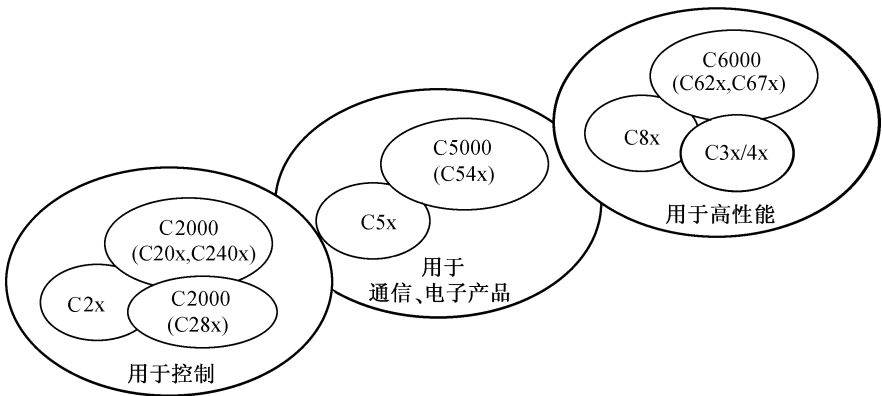 C6000
(C62x,C67x)
C8x
C3x/4x
用于高性能
C5000
(C54x)
C5x
用于
通信、电子产品
C2000
(C20x,C240x)
C2x
C2000
(C28x)
用于控制